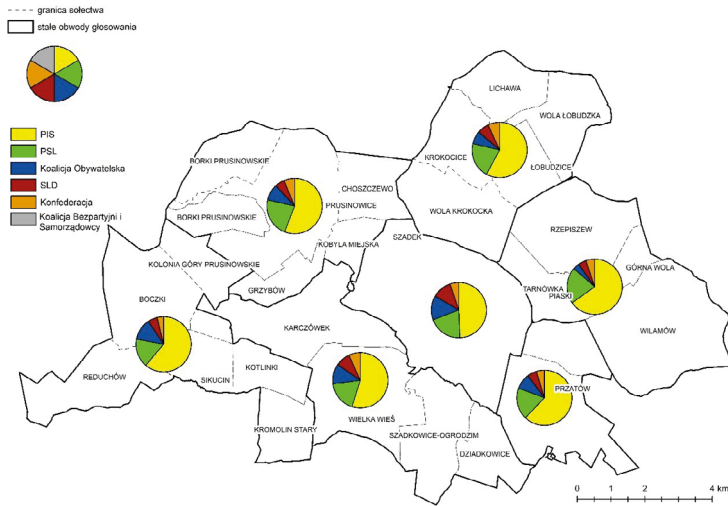 granica sołectwa
stałe obwody głosowania
PIS
PSL
Koalicja Obywatelska
SLD
Konfederacja
Koalicja Bezpartyjni i
Samorządowcy
LICHAWA
WOLA ŁOBUDZKA
BORKI PRUSINOWSKIE
KROKOCICE
ŁOBUDZICE
CHOSZCZEWO
PRUSINOWICE
BORKI PRUSINOWSKIE
WOLA KROKOCKA
RZEPISZEW
KOBYLA MIEJSKA
SZADEK
KOLONIA GÓRY PRUSINOWSKIE
GÓRNA WOLA
GRZYBÓW
TARNÓWKA
PIASKI
BOCZKI
KARCZÓWEK
WILAMÓW
REDUCHÓW
SIKUCIN
KOTLINKI
PRZATÓW
WIELKA WIEŚ
KROMOLIN STARY
SZADKOWICE-OGRODZIM
DZIADKOWICE
0 1 2 4 km